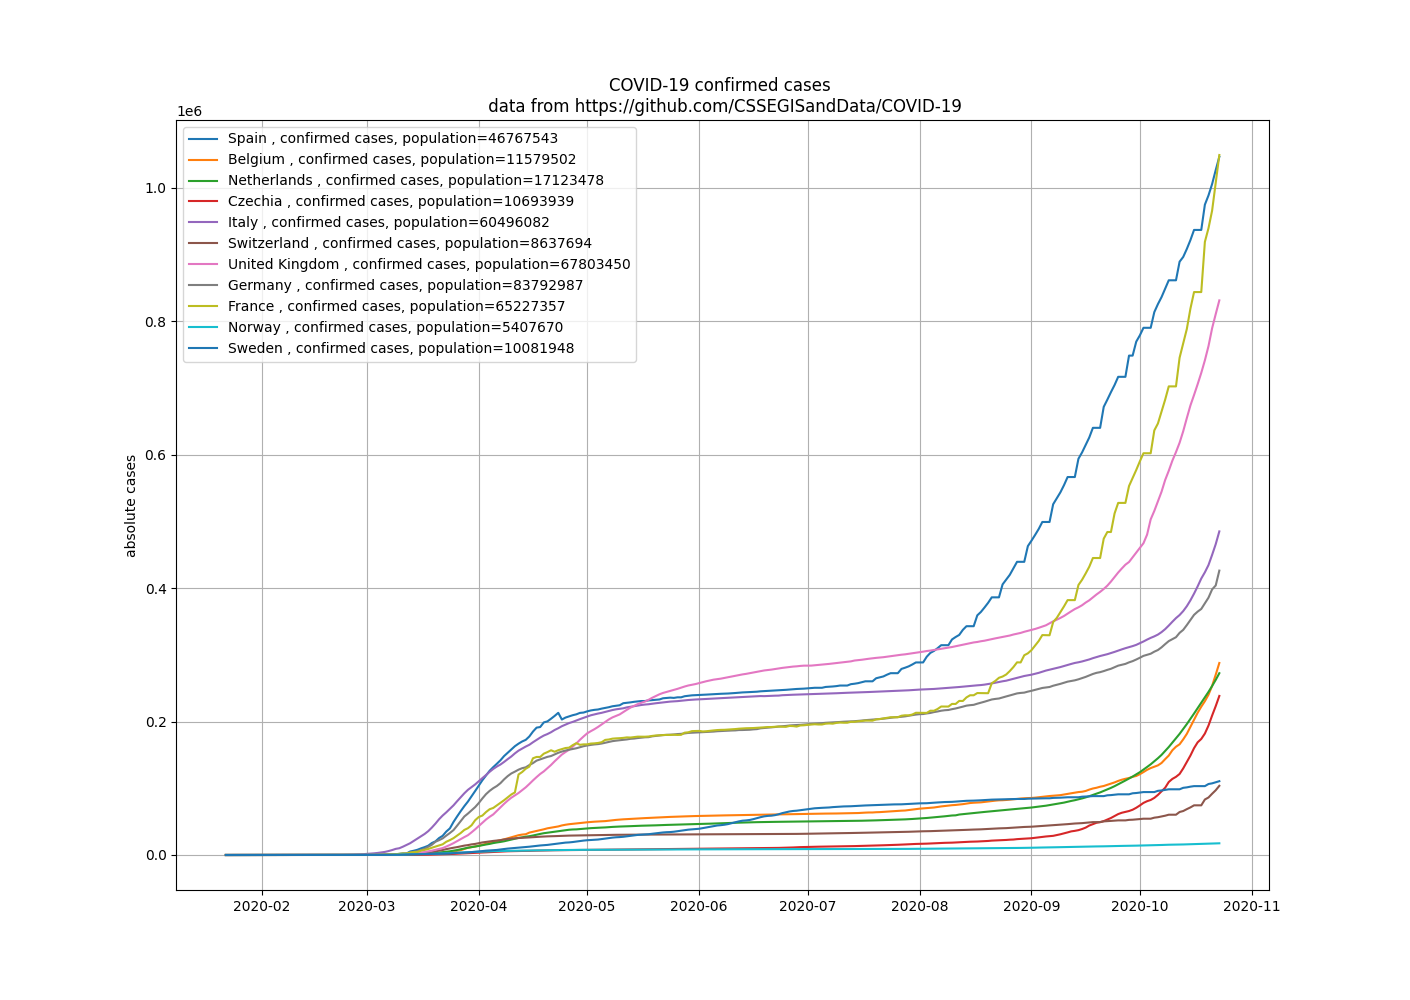 COVID-19 confirmed cases
data from https://github.com/CSSEGISandData/COVID-19
1e6
Spain , confirmed cases, population=46767543
Belgium , confirmed cases, population=11579502
Netherlands , confirmed cases, population=17123478
Czechia , confirmed cases, population=10693939
Italy , confirmed cases, population=60496082
Switzerland , confirmed cases, population=8637694
United Kingdom , confirmed cases, population=67803450
Germany , confirmed cases, population=83792987
France , confirmed cases, population=65227357
Norway , confirmed cases, population=5407670
Sweden , confirmed cases, population=10081948
1.0
0.8
0.6
0.4
0.2
0.0
absolute cases
2020-02 2020-03 2020-04 2020-05 2020-06 2020-07 2020-08 2020-09 2020-10 2020-11